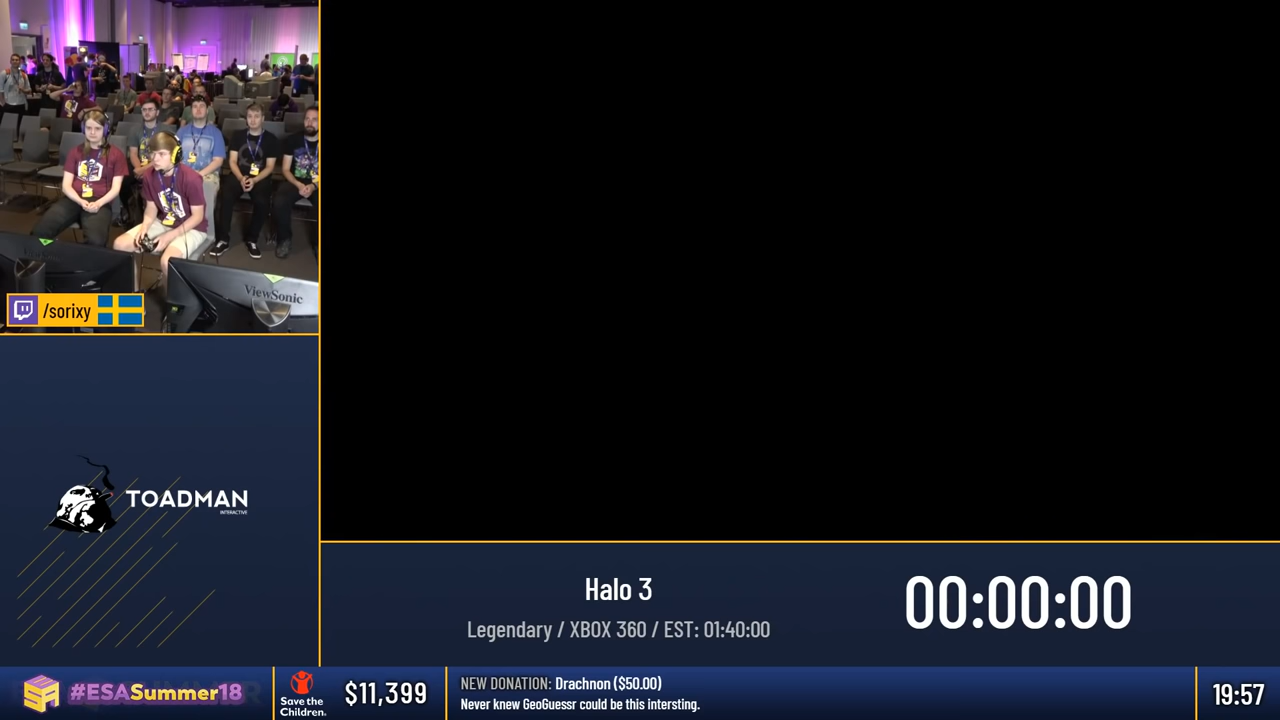 ViewSonic
/sorixy
TOADMAN
INTERACTIVE
Halo 3
Legendary / XBOX 360 / EST: 01:40:00
00:00:00
#ESASummer18
Save the
Children.
$11,399
NEW DONATION: Drachnon ($50.00)
Never knew GeoGuessr could be this intersting.
19:57